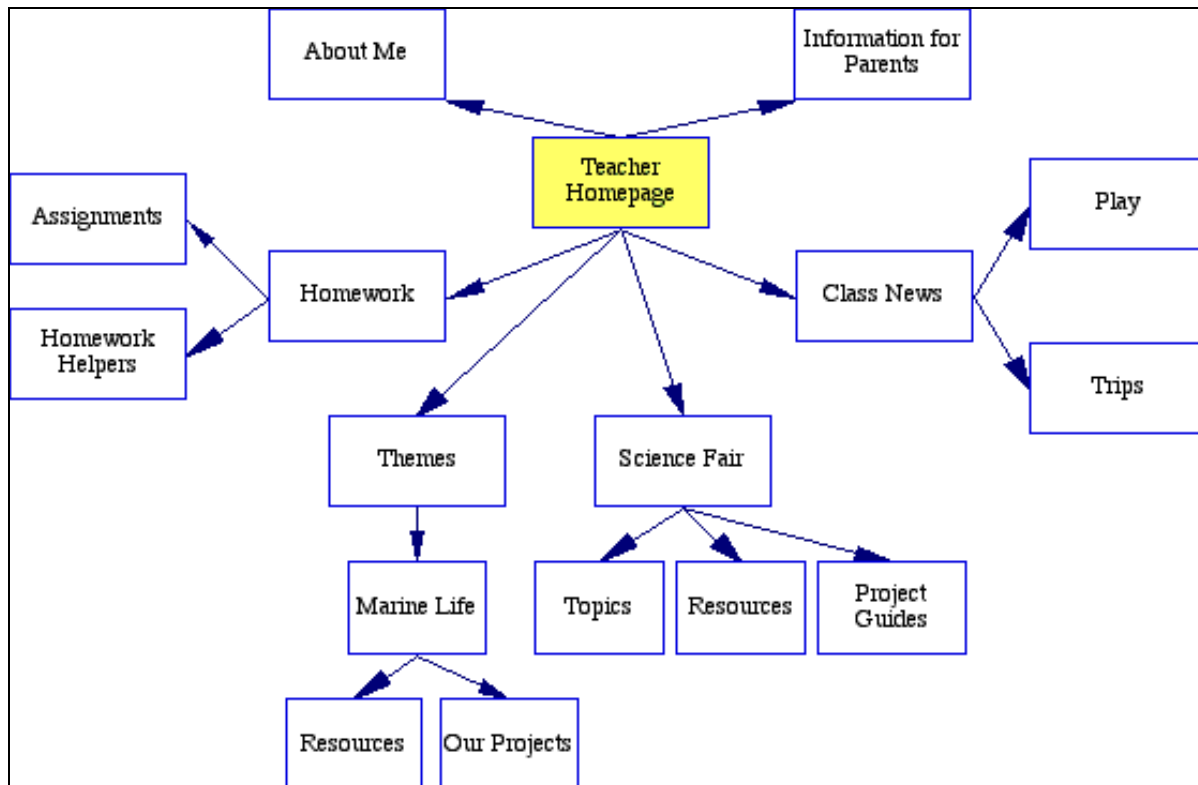 About Me
Information for
Parents
Teacher
Homepage
Assignments
Play
Homework
Class News
Homework
Helpers
Trips
Themes
Science Fair
Marine Life
Topics
Resources
Project
Guides
Resources
Our Projects